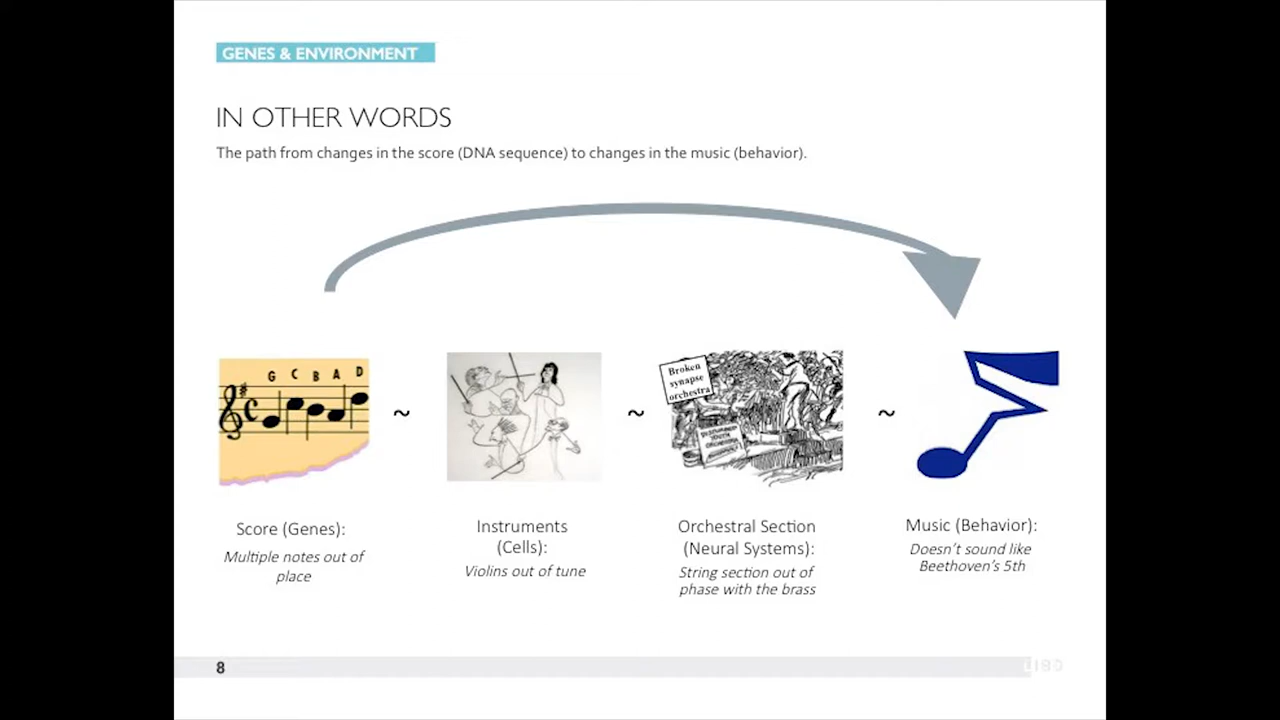 GENES & ENVIRONMENT
IN OTHER WORDS
The path from changes in the score (DNA sequence) to changes in the music (behavior).
G C B A D
Broken
synapse
orchestra
~ ~ ~
Score (Genes):
Multiple notes out of
place
Instruments
(Cells):
Violins out of tune
Orchestral Section
(Neural Systems):
String section out of
phase with the brass
Music (Behavior):
Doesn't sound like
Beethoven's 5th
8
LIBD